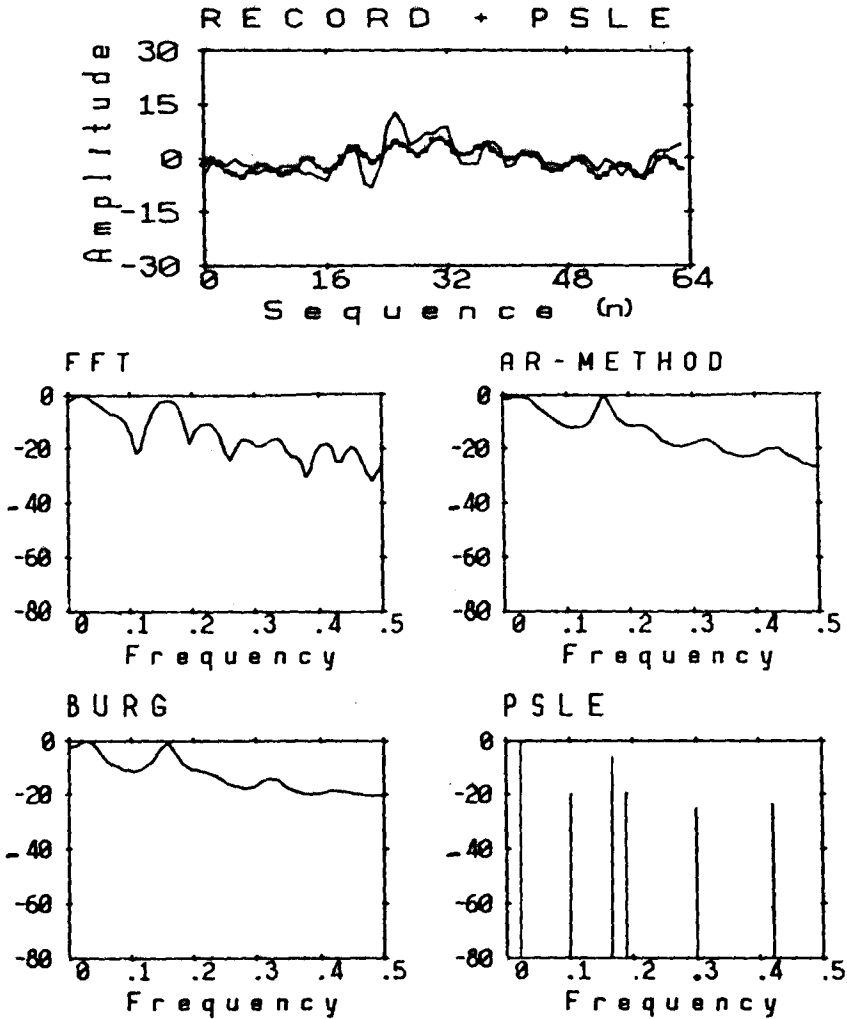 RECORD + PSLE
Amplitude
30
15
0
-15
-30
0 16 32 48 64
Sequence (n)
FFT
0
-20
-40
-60
-80
0 .1 .2 .3 .4 .5
Frequency
AR-METHOD
0
-20
-40
-60
-80
0 .1 .2 .3 .4 .5
Frequency
BURG
0
-20
-40
-60
-80
0 .1 .2 .3 .4 .5
Frequency
PSLE
0
-20
-40
-60
-80
0 .1 .2 .3 .4 .5
Frequency